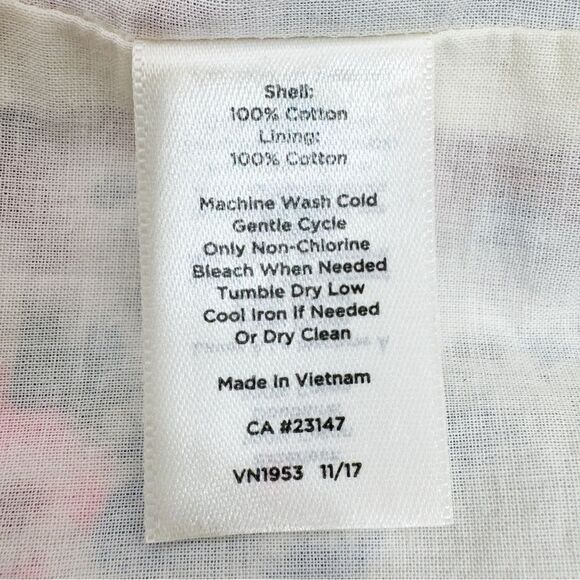 Shell:
100% Cotton
Lining:
100% Cotton
Machine Wash Cold
Gentle Cycle
Only Non-Chlorine
Bleach When Needed
Tumble Dry Low
Cool Iron If Needed
Or Dry Clean
Made In Vietnam
CA #23147
VN1953 11/17